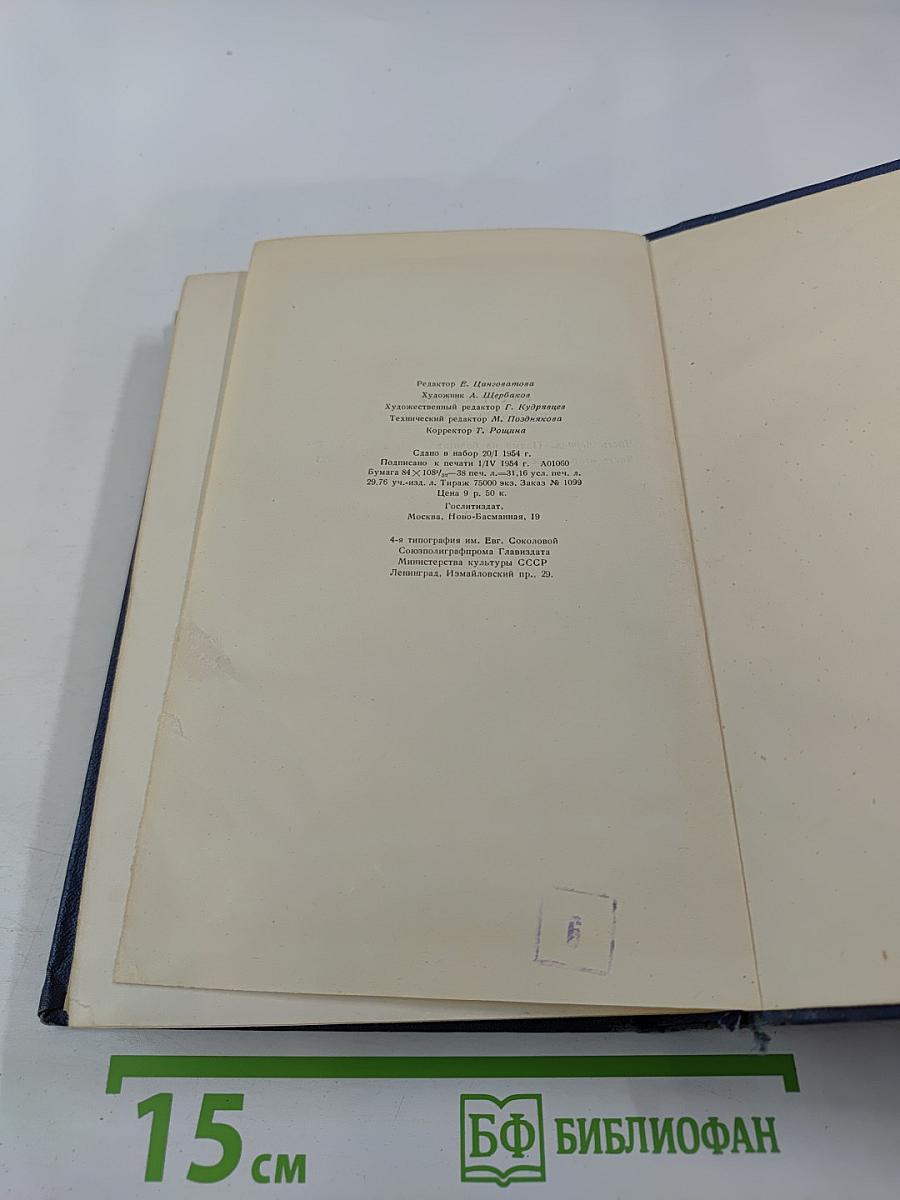 Редактор Е. Цинговатова
Художник А. Щербаков
Художественный редактор Г. Кудрявцев
Технический редактор М. Позднякова
Корректор Т. Рощина
Сдано в набор 20/I 1954 г.
Подписано к печати 1/IV 1954 г. А01060
Бумага 84×108¹/₃₂—38 печ. л.—31,16 усл. печ. л.
29,76 уч.-изд. л. Тираж 75000 экз. Заказ № 1099
Цена 9 р. 50 к.
Гослитиздат,
Москва, Ново-Басманная, 19
4-я типография им. Евг. Соколовой
Союзполиграфпрома Главиздата
Министерства культуры СССР
Ленинград, Измайловский пр., 29.
15 см
БФ БИБЛИОФАН